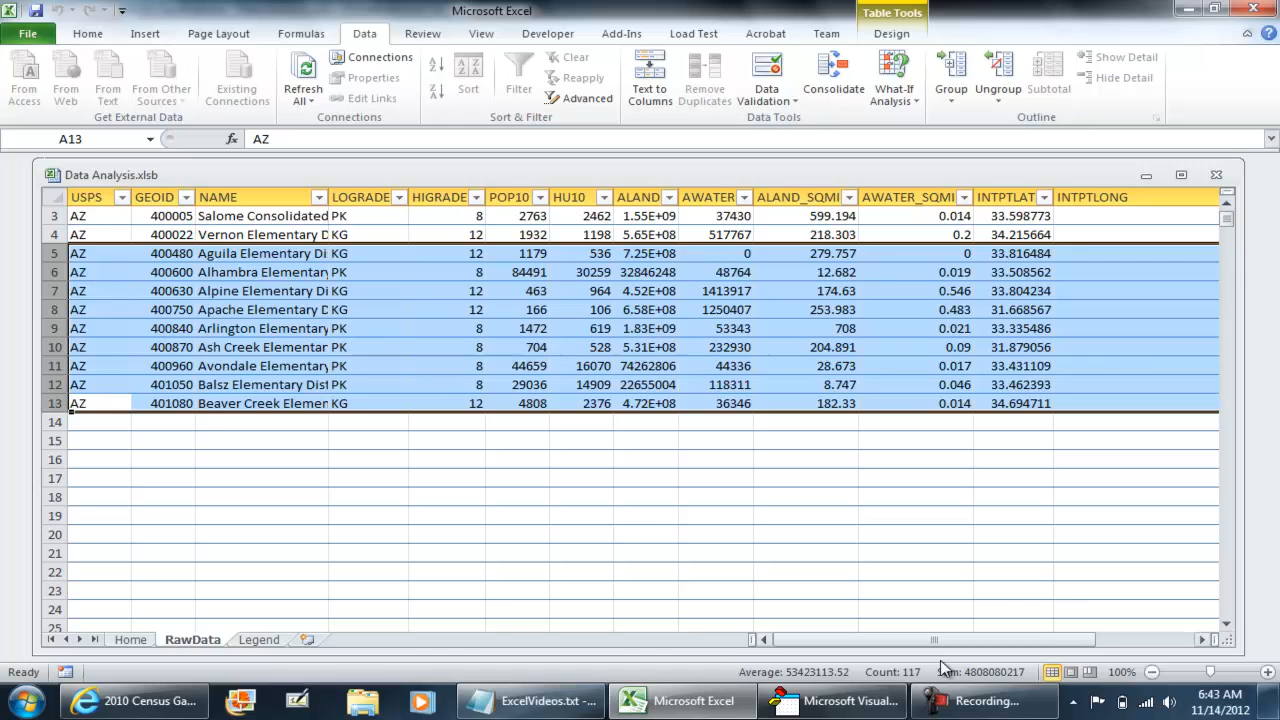 Microsoft Excel
Table Tools
File Home Insert Page Layout Formulas Data Review View Developer Add-Ins Load Test Acrobat Team Design
From Access
From Web
From Text
From Other Sources
Existing Connections
Get External Data
Refresh All
Connections
Properties
Edit Links
Connections
Sort
Filter
Clear
Reapply
Advanced
Sort & Filter
Text to Columns
Remove Duplicates
Data Validation
Consolidate
What-If Analysis
Data Tools
Group
Ungroup
Subtotal
Show Detail
Hide Detail
Outline
A13 fx AZ
Data Analysis.xlsb
USPS GEOID NAME LOGRADE HIGRADE POP10 HU10 ALAND AWATER ALAND_SQMI AWATER_SQMI INTPTLAT INTPTLONG
3 AZ 400005 Salome Consolidated PK 8 2763 2462 1.55E+09 37430 599.194 0.014 33.598773
4 AZ 400022 Vernon Elementary D KG 12 1932 1198 5.65E+08 517767 218.303 0.2 34.215664
5 AZ 400480 Aguila Elementary Di KG 12 1179 536 7.25E+08 0 279.757 0 33.816484
6 AZ 400600 Alhambra Elementary PK 8 84491 30259 32846248 48764 12.682 0.019 33.508562
7 AZ 400630 Alpine Elementary Di KG 12 463 964 4.52E+08 1413917 174.63 0.546 33.804234
8 AZ 400750 Apache Elementary D KG 12 166 106 6.58E+08 1250407 253.983 0.483 31.668567
9 AZ 400840 Arlington Elementary PK 8 1472 619 1.83E+09 53343 708 0.021 33.335486
10 AZ 400870 Ash Creek Elementar PK 8 704 528 5.31E+08 232930 204.891 0.09 31.879056
11 AZ 400960 Avondale Elementary PK 8 44659 16070 74262806 44336 28.673 0.017 33.431109
12 AZ 401050 Balsz Elementary Dist PK 8 29036 14909 22655004 118311 8.747 0.046 33.462393
13 AZ 401080 Beaver Creek Elemen KG 12 4808 2376 4.72E+08 36346 182.33 0.014 34.694711
14
15
16
17
18
19
20
21
22
23
24
25
Home RawData Legend
Ready Average: 53423113.52 Count: 117 Sum: 4808080217 100%
2010 Census Ga... ExcelVideos.txt -... Microsoft Excel Microsoft Visual... Recording... 6:43 AM
11/14/2012